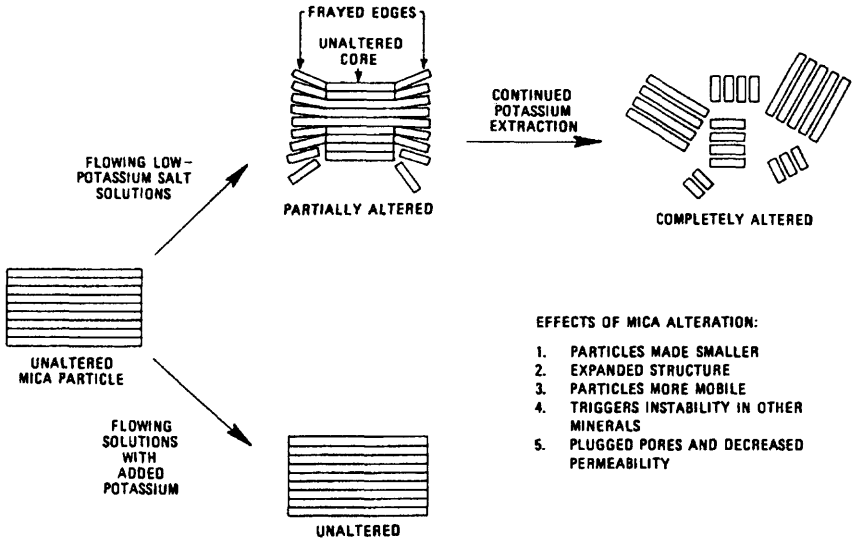 FRAYED EDGES
UNALTERED
CORE
FLOWING LOW-
POTASSIUM SALT
SOLUTIONS
PARTIALLY ALTERED
CONTINUED
POTASSIUM
EXTRACTION
COMPLETELY ALTERED
UNALTERED
MICA PARTICLE
FLOWING
SOLUTIONS
WITH
ADDED
POTASSIUM
UNALTERED
EFFECTS OF MICA ALTERATION:
1. PARTICLES MADE SMALLER
2. EXPANDED STRUCTURE
3. PARTICLES MORE MOBILE
4. TRIGGERS INSTABILITY IN OTHER
MINERALS
5. PLUGGED PORES AND DECREASED
PERMEABILITY